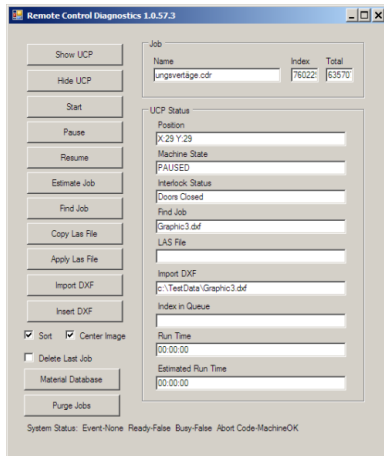 Remote Control Diagnostics 1.0.57.3
Show UCP
Hide UCP
Start
Pause
Resume
Estimate Job
Find Job
Copy Las File
Apply Las File
Import DXF
Insert DXF
Sort Center Image
Delete Last Job
Material Database
Purge Jobs
Job
Name Index Total
ungsvertäge.cdr 76022 63570
UCP Status
Position
X:29 Y:29
Machine State
PAUSED
Interlock Status
Doors Closed
Find Job
Graphic3.dxf
LAS File
Import DXF
c:\TestData\Graphic3.dxf
Index in Queue
Run Time
00:00:00
Estimated Run Time
00:00:00
System Status: Event-None Ready-False Busy-False Abort Code-MachineOK